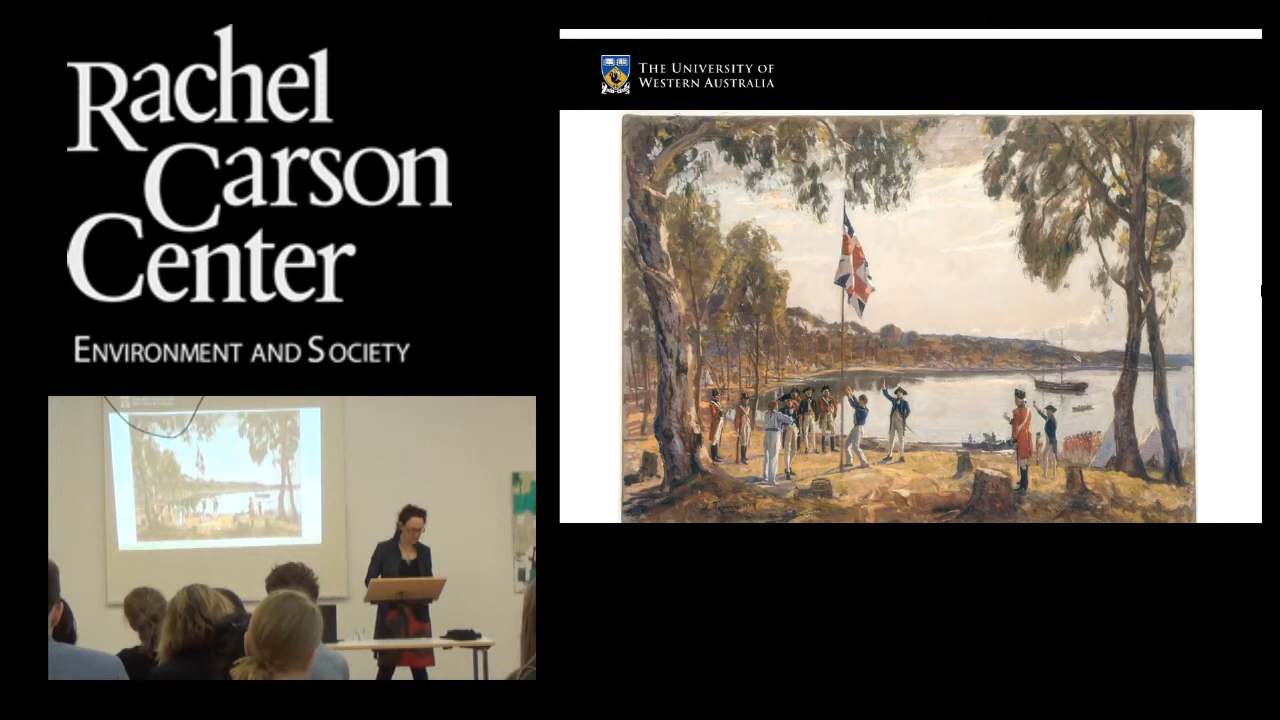 Rachel
Carson
Center
ENVIRONMENT AND SOCIETY
THE UNIVERSITY OF
WESTERN AUSTRALIA